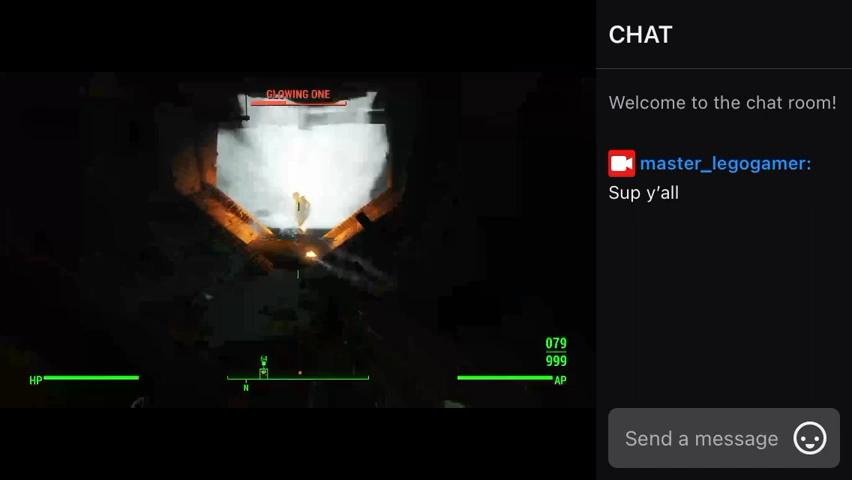 CHAT
Welcome to the chat room!
master_legogamer:
Sup y'all
Send a message
GLOWING ONE
079
999
HP
N
AP